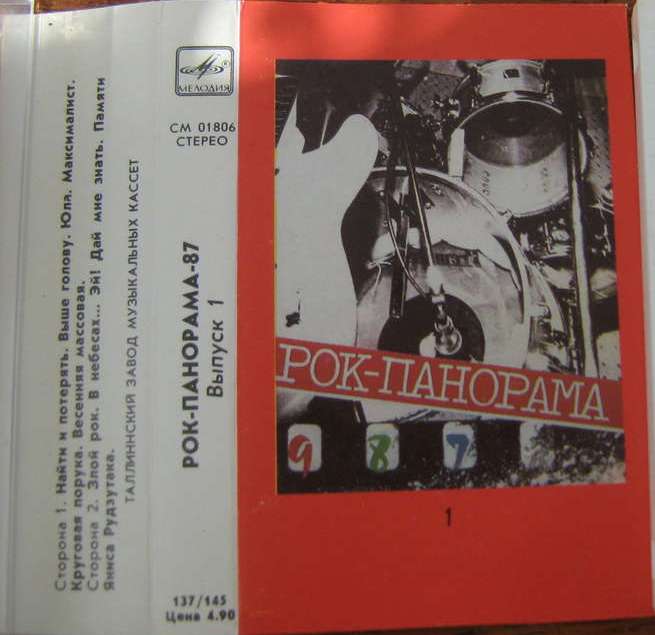 Сторона 1. Найти и потерять. Выше голову. Юла. Максималист.
Круговая порука. Весенняя массовая.
Сторона 2. Злой рок. В небесах... Эй! Дай мне знать. Памяти
Яниса Рудзутака.
ТАЛЛИНСКИЙ ЗАВОД МУЗЫКАЛЬНЫХ КАССЕТ
РОК-ПАНОРАМА-87
Выпуск 1
МЕЛОДИЯ
СМ 01806
СТЕРЕО
137/145
Цена 4.90
РОК-ПАНОРАМА
9 8 7
1